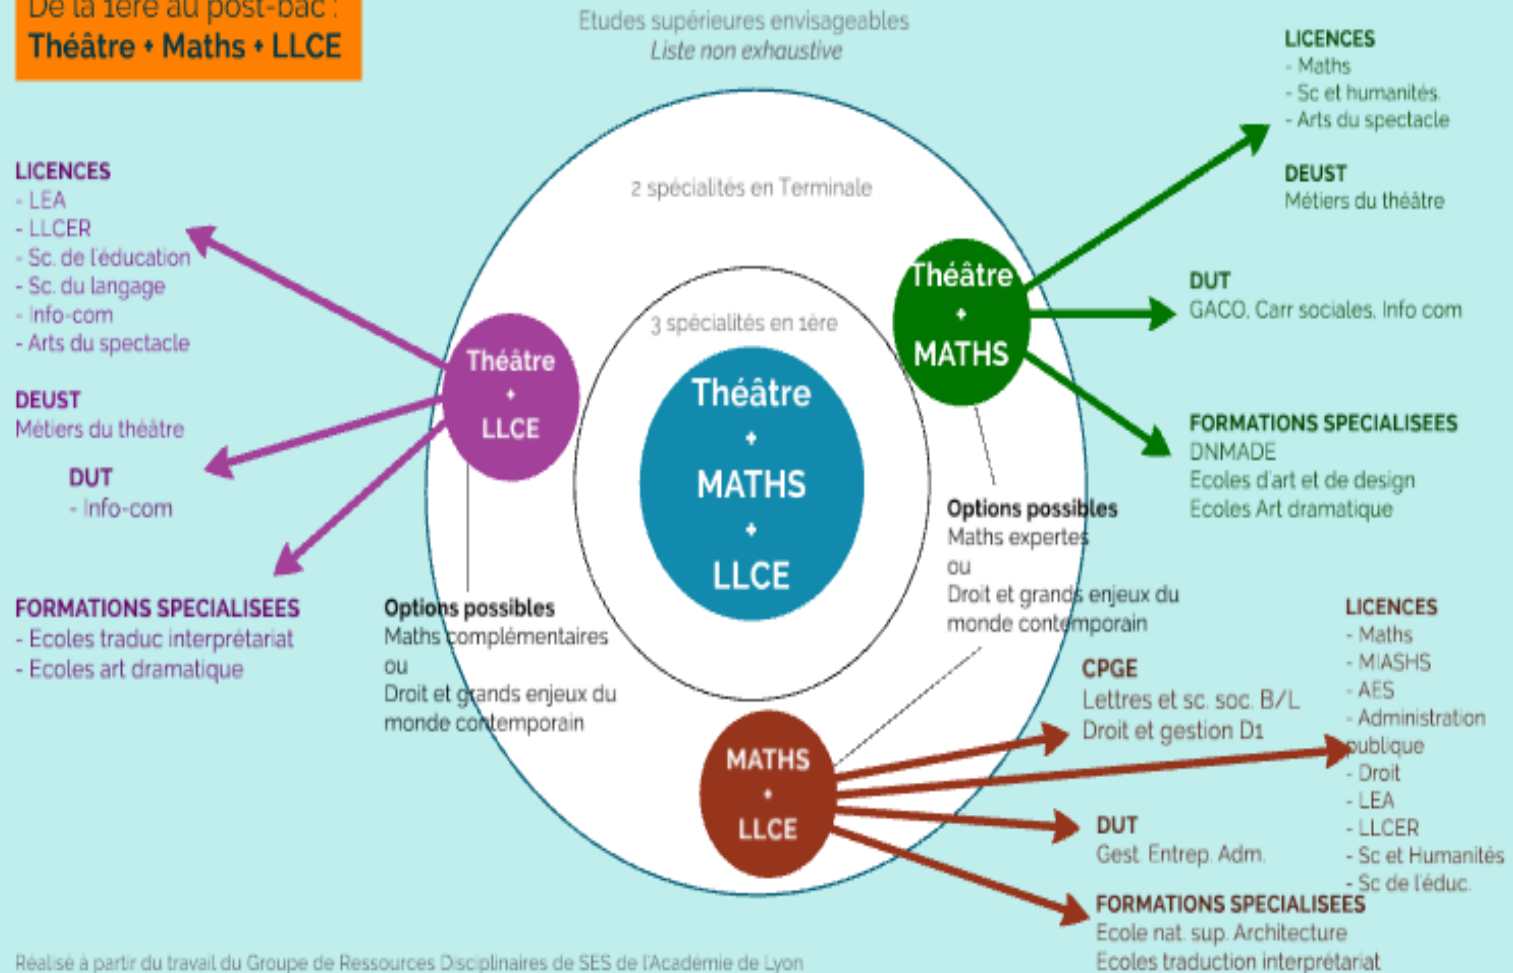 De la 1ère au post-bac :
Théâtre + Maths + LLCE
Etudes supérieures envisageables
Liste non exhaustive
LICENCES
- LEA
- LLCER
- Sc. de l'éducation
- Sc. du langage
- Info-com
- Arts du spectacle
DEUST
Métiers du théâtre
DUT
- Info-com
FORMATIONS SPECIALISEES
- Ecoles traduc interprétariat
- Ecoles art dramatique
2 spécialités en Terminale
3 spécialités en 1ère
Théâtre
+
LLCE
Théâtre
+
MATHS
+
LLCE
Théâtre
+
MATHS
LICENCES
- Maths
- Sc et humanités.
- Arts du spectacle
DEUST
Métiers du théâtre
DUT
GACO, Carr sociales, Info com
FORMATIONS SPECIALISEES
DNMADE
Ecoles d'art et de design
Ecoles Art dramatique
Options possibles
Maths complémentaires
ou
Droit et grands enjeux du
monde contemporain
Options possibles
Maths expertes
ou
Droit et grands enjeux du
monde contemporain
MATHS
+
LLCE
CPGE
Lettres et sc. soc. B/L
Droit et gestion D1
LICENCES
- Maths
- MIASHS
- AES
- Administration
publique
- Droit
- LEA
- LLCER
- Sc et Humanités
- Sc de l'éduc.
DUT
Gest. Entrep. Adm.
FORMATIONS SPECIALISEES
Ecole nat. sup. Architecture
Ecoles traduction interprétariat
Réalisé à partir du travail du Groupe de Ressources Disciplinaires de SES de l'Académie de Lyon